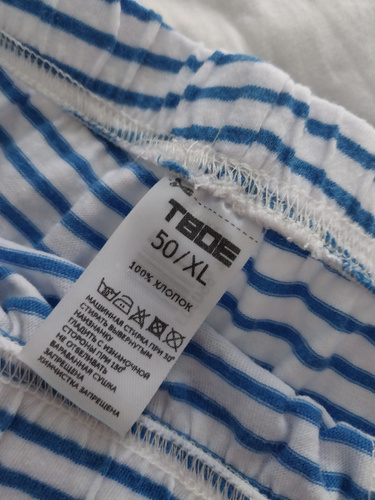 ТВОЕ
50/XL
100% ХЛОПОК
МАШИННАЯ СТИРКА ПРИ 30°
СТИРАТЬ ВЫВЕРНУТЫМ
НАИЗНАНКУ
ГЛАДИТЬ С ИЗНАНОЧНОЙ
СТОРОНЫ ПРИ 110°
НЕ ОТБЕЛИВАТЬ
БАРАБАННАЯ СУШКА
ЗАПРЕЩЕНА
ХИМЧИСТКА ЗАПРЕЩЕНА